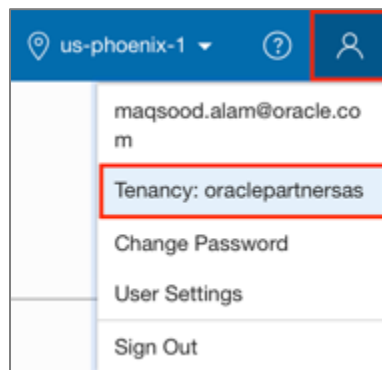 us-phoenix-1
maqsood.alam@oracle.co
m
Tenancy: oraclepartnersas
Change Password
User Settings
Sign Out